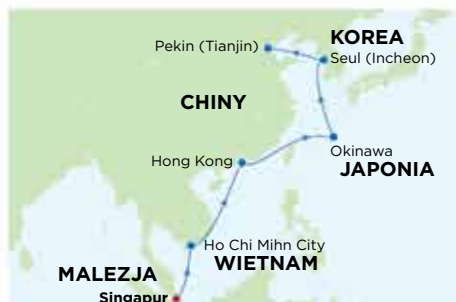 KOREA
Pekin (Tianjin)
Seul (Incheon)
CHINY
Okinawa
Hong Kong
JAPONIA
Ho Chi Mihn City
WIETNAM
MALEZJA
Singapur